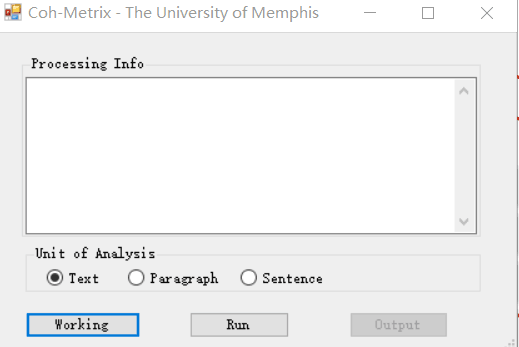 Coh-Metrix - The University of Memphis
Processing Info
Unit of Analysis
Text Paragraph Sentence
Working Run Output